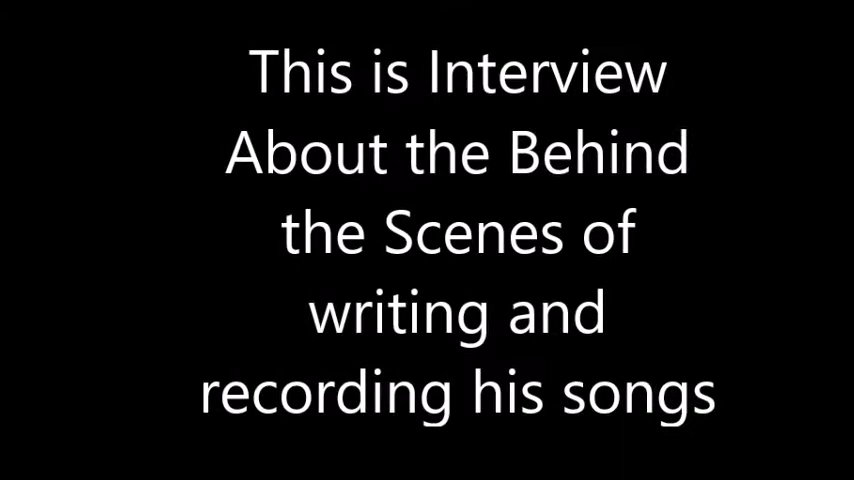 This is Interview
About the Behind
the Scenes of
writing and
recording his songs